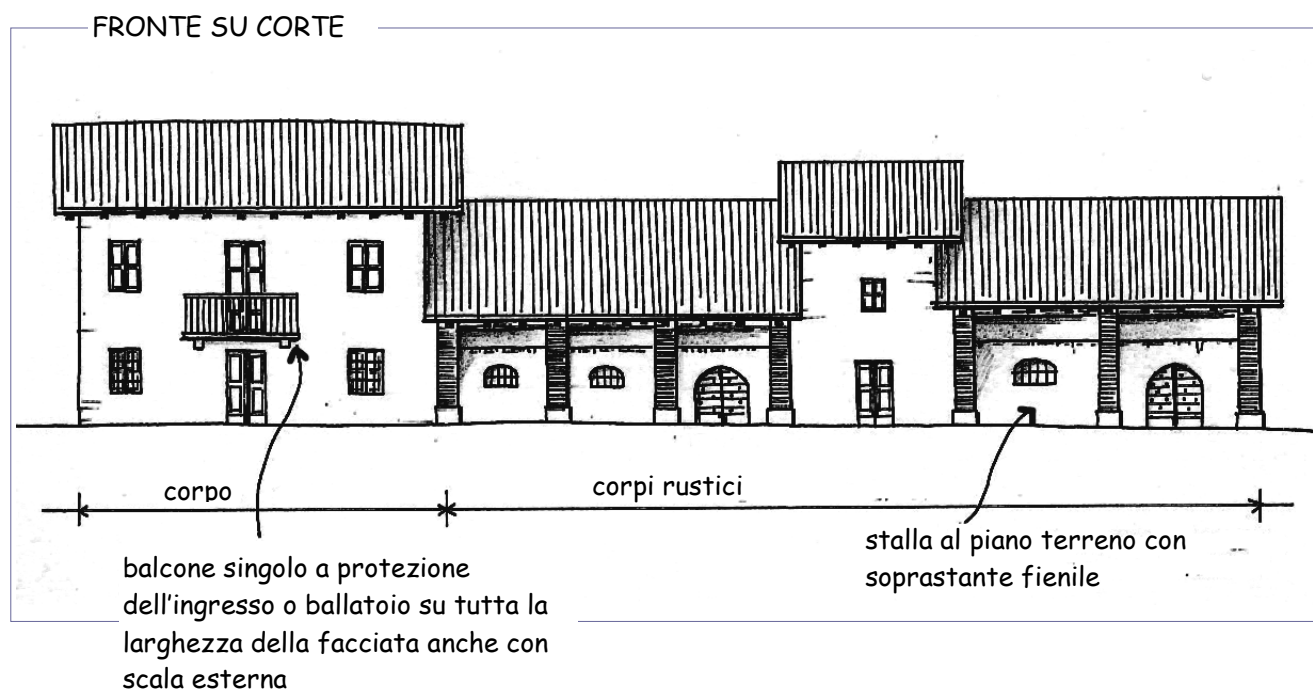 FRONTE SU CORTE
corpo
corpi rustici
stalla al piano terreno con
soprastante fienile
balcone singolo a protezione
dell'ingresso o ballatoio su tutta la
larghezza della facciata anche con
scala esterna